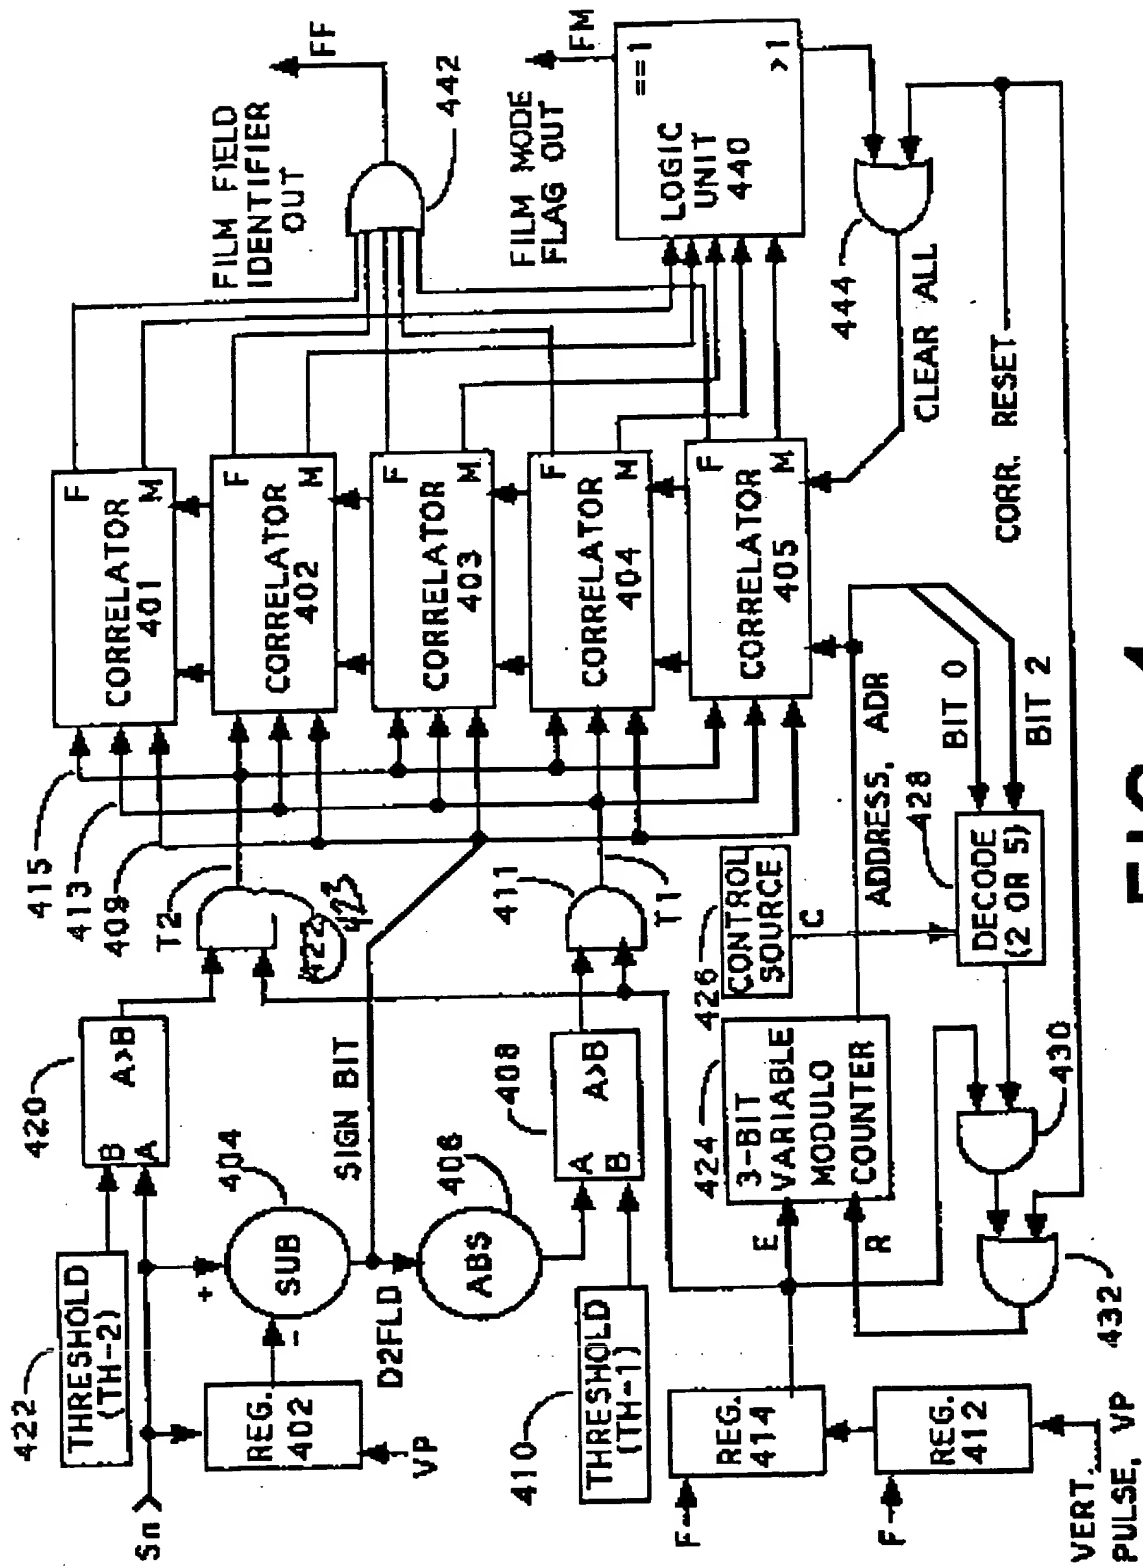 FILM FIELD
IDENTIFIER
OUT
FF
442
FILM MODE
FLAG OUT
FM
==1
>1
LOGIC
UNIT
440
444
CLEAR ALL
CORR. RESET
CORRELATOR
401
F
M
CORRELATOR
402
F
M
CORRELATOR
403
F
M
CORRELATOR
404
F
M
CORRELATOR
405
F
M
415
413
409
T2
422
423
411
T1
426
CONTROL
SOURCE
C
ADDRESS, ADR
428
BIT 0
BIT 2
DECODE
(2 OR 5)
430
432
420
B
A
A>B
404
SUB
+
-
SIGN BIT
D2FLD
406
ABS
408
A
B
A>B
424
3-BIT
VARIABLE
MODULO
COUNTER
E
R
422
THRESHOLD
(TH-2)
Sn
REG.
402
VP
410
THRESHOLD
(TH-1)
F
REG.
414
F
REG.
412
VERT.
PULSE, VP